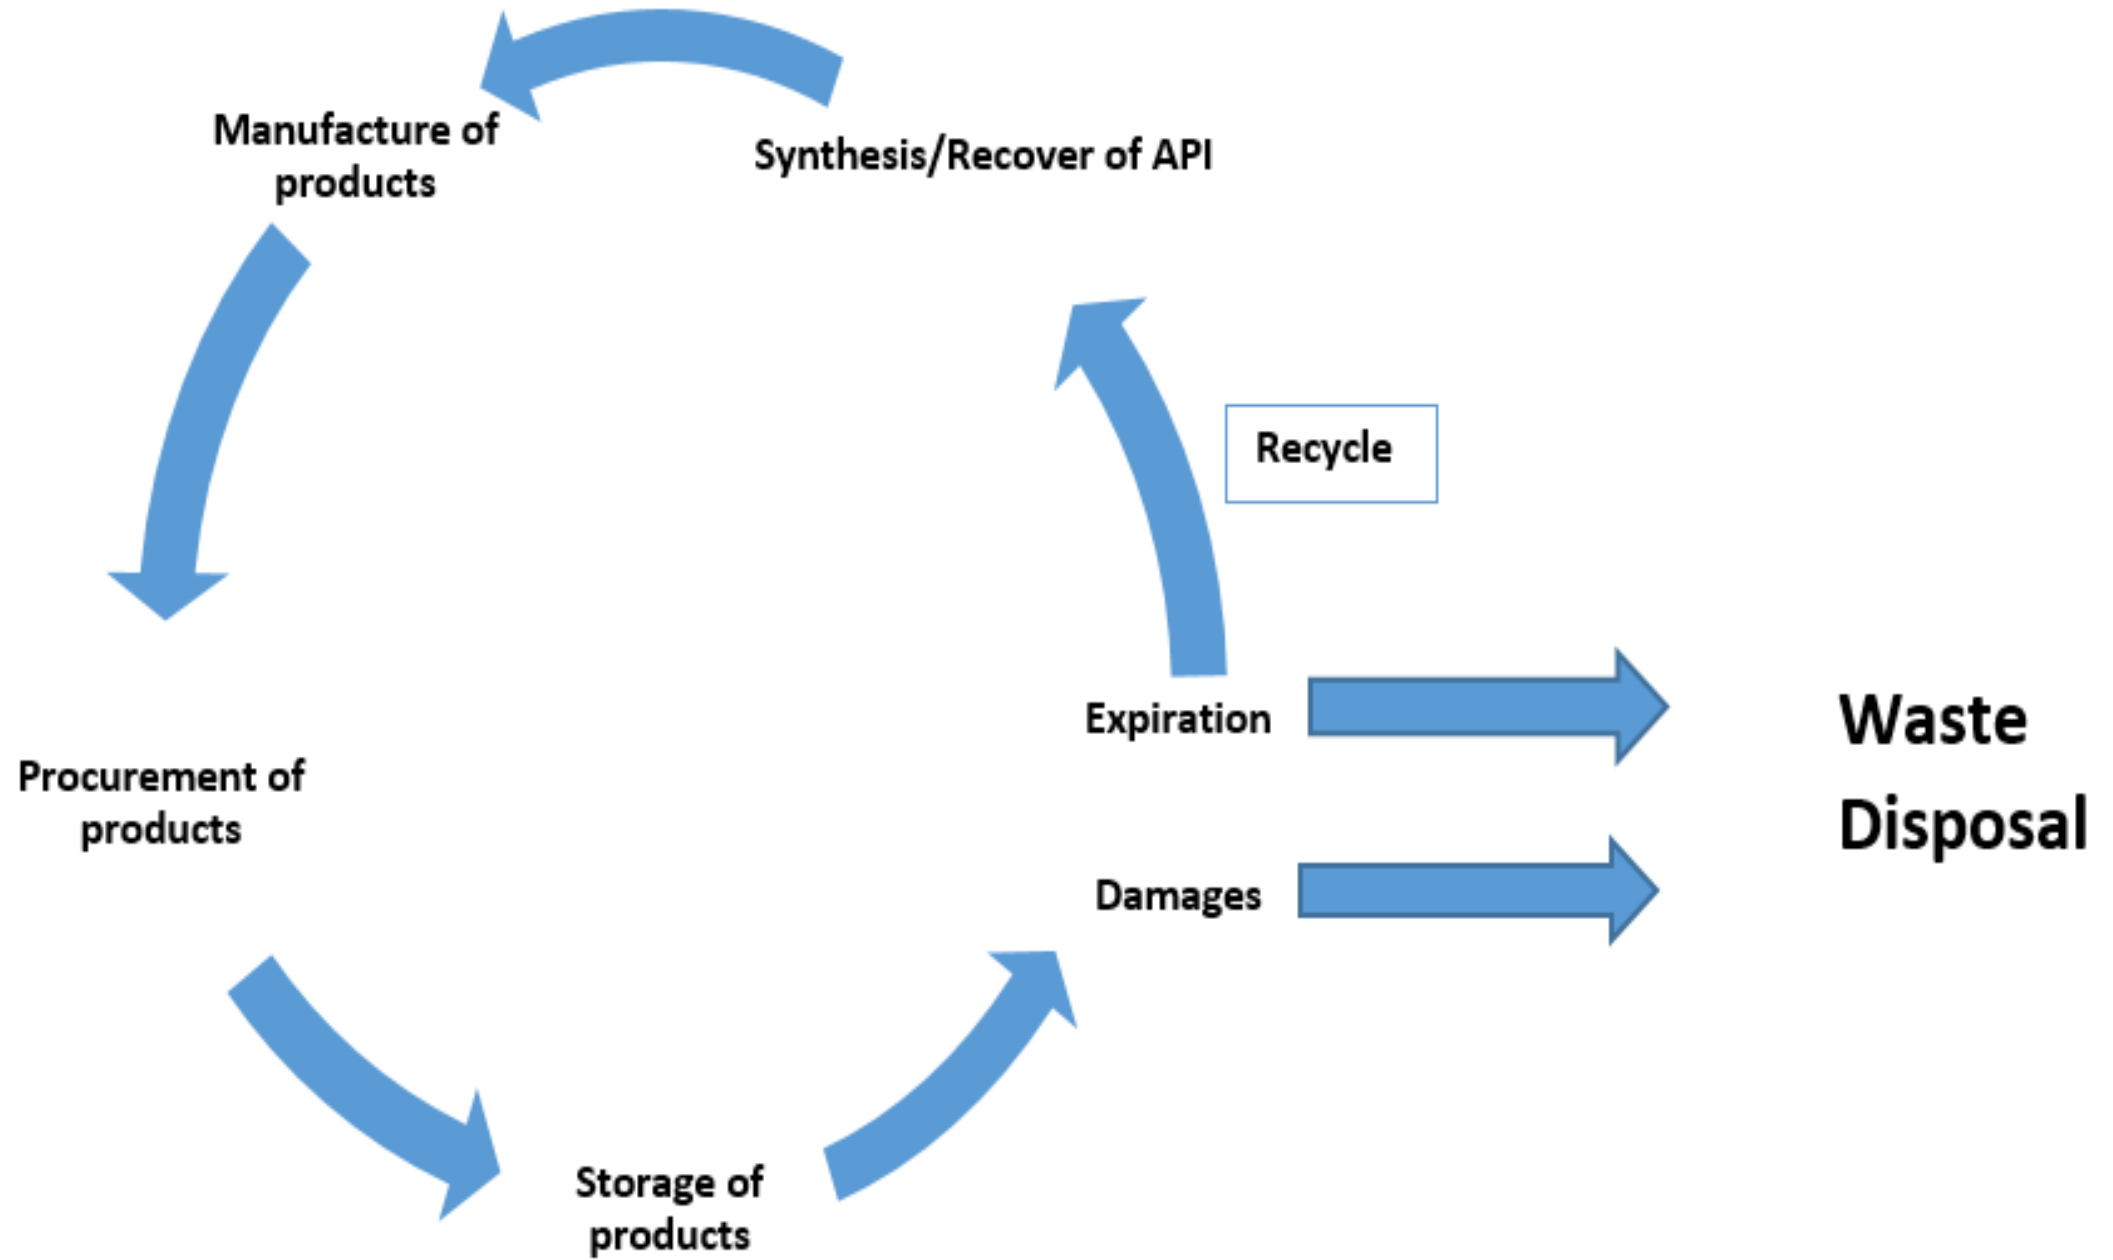 Manufacture of
products
Synthesis/Recover of API
Recycle
Expiration
Waste
Disposal
Procurement of
products
Damages
Storage of
products